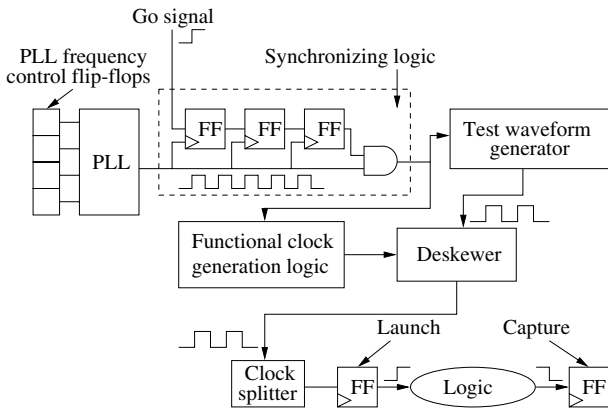 Go signal
PLL frequency
control flip-flops
Synchronizing logic
FF
FF
FF
PLL
Test waveform
generator
Functional clock
generation logic
Deskewer
Launch
Capture
Clock
splitter
FF
Logic
FF